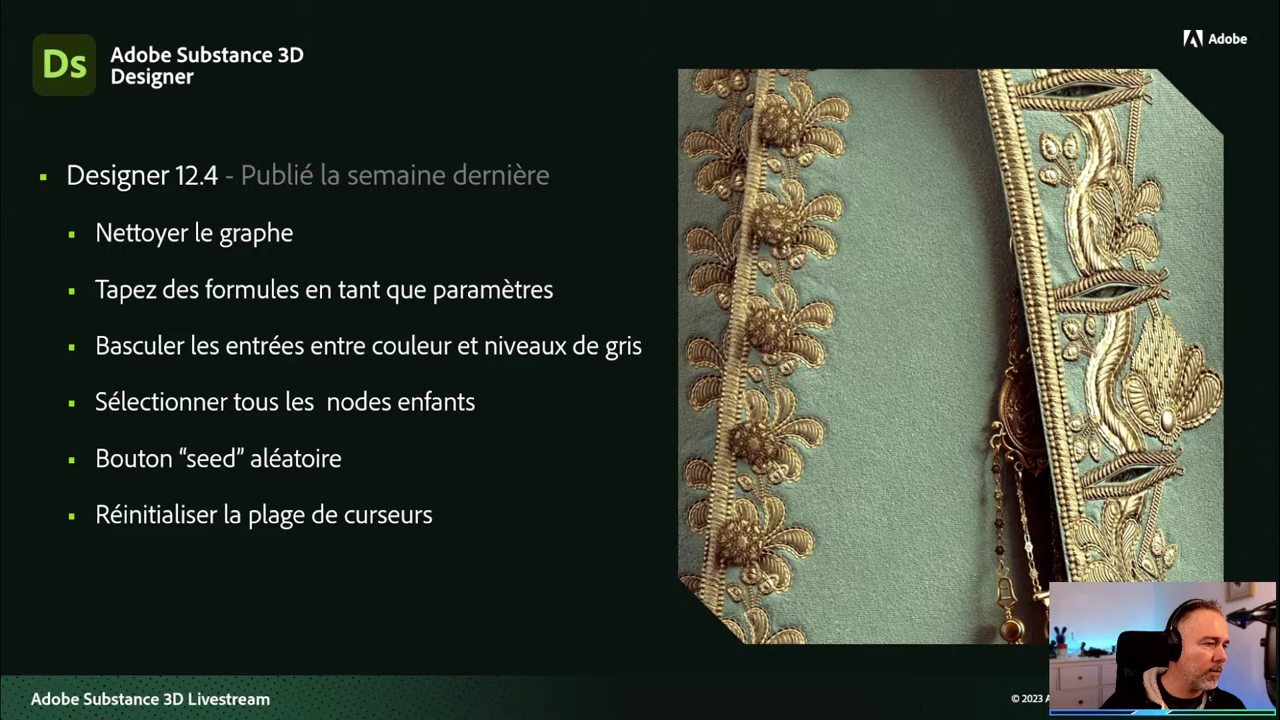 Ds
Adobe Substance 3D
Designer
Adobe
Designer 12.4 - Publié la semaine dernière
Nettoyer le graphe
Tapez des formules en tant que paramètres
Basculer les entrées entre couleur et niveaux de gris
Sélectionner tous les  nodes enfants
Bouton “seed” aléatoire
Réinitialiser la plage de curseurs
Adobe Substance 3D Livestream
© 2023